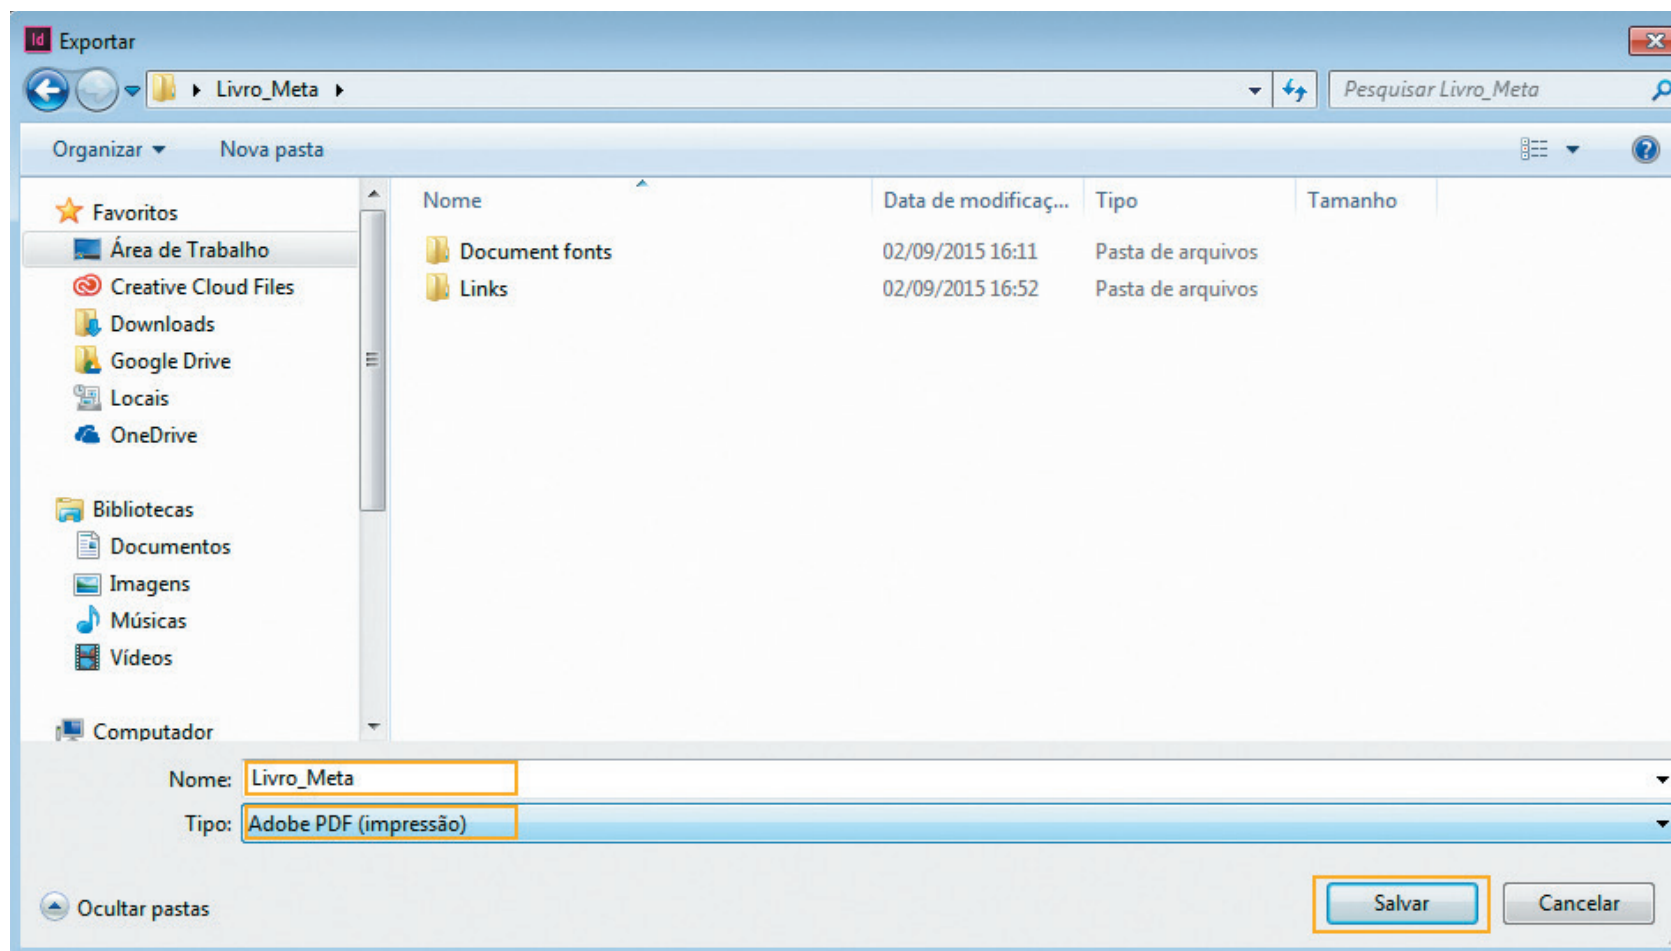 Id Exportar
Livro_Meta
Pesquisar Livro_Meta
Organizar
Nova pasta
Nome
Data de modificaç...
Tipo
Tamanho
Favoritos
Área de Trabalho
Creative Cloud Files
Downloads
Google Drive
Locais
OneDrive
Bibliotecas
Documentos
Imagens
Músicas
Vídeos
Computador
Document fonts 02/09/2015 16:11 Pasta de arquivos
Links 02/09/2015 16:52 Pasta de arquivos
Nome: Livro_Meta
Tipo: Adobe PDF (impressão)
Ocultar pastas
Salvar
Cancelar